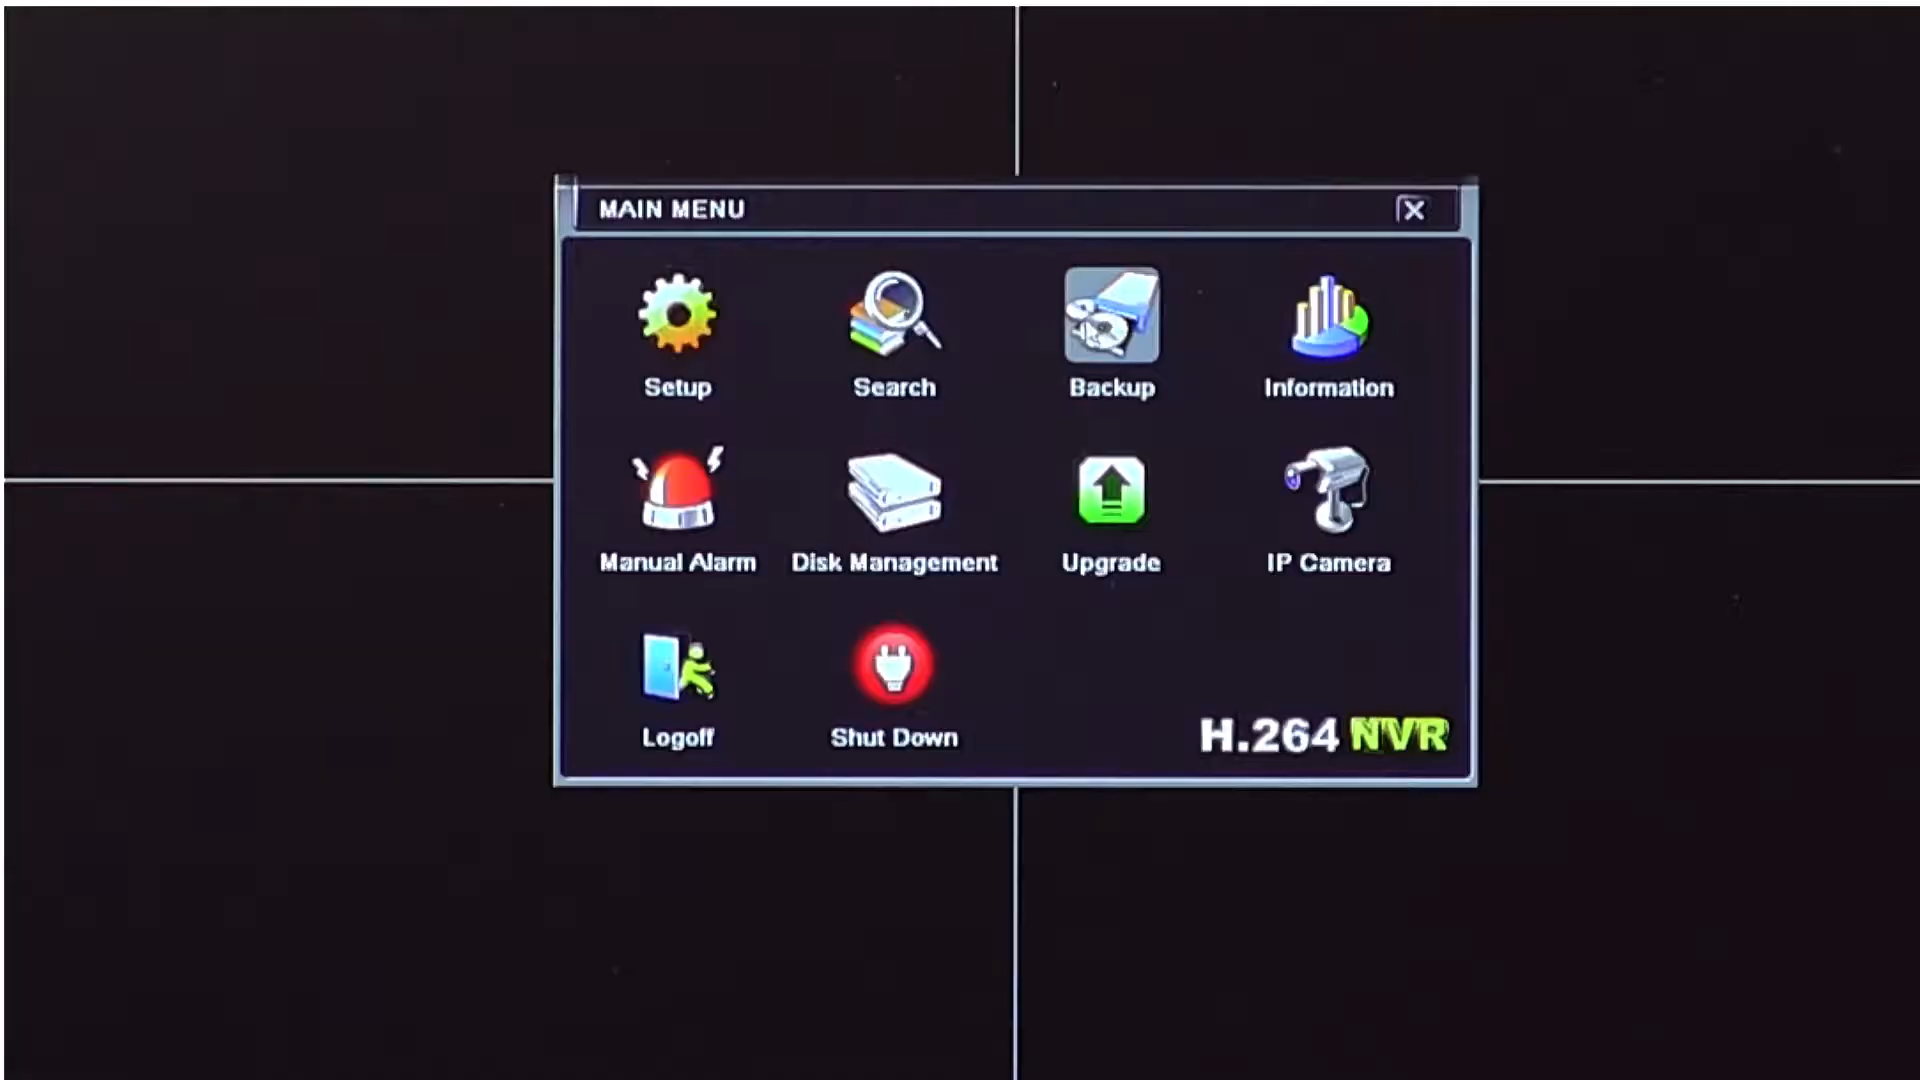 MAIN MENU
Setup
Search
Backup
Information
Manual Alarm
Disk Management
Upgrade
IP Camera
Logoff
Shut Down
H.264 NVR